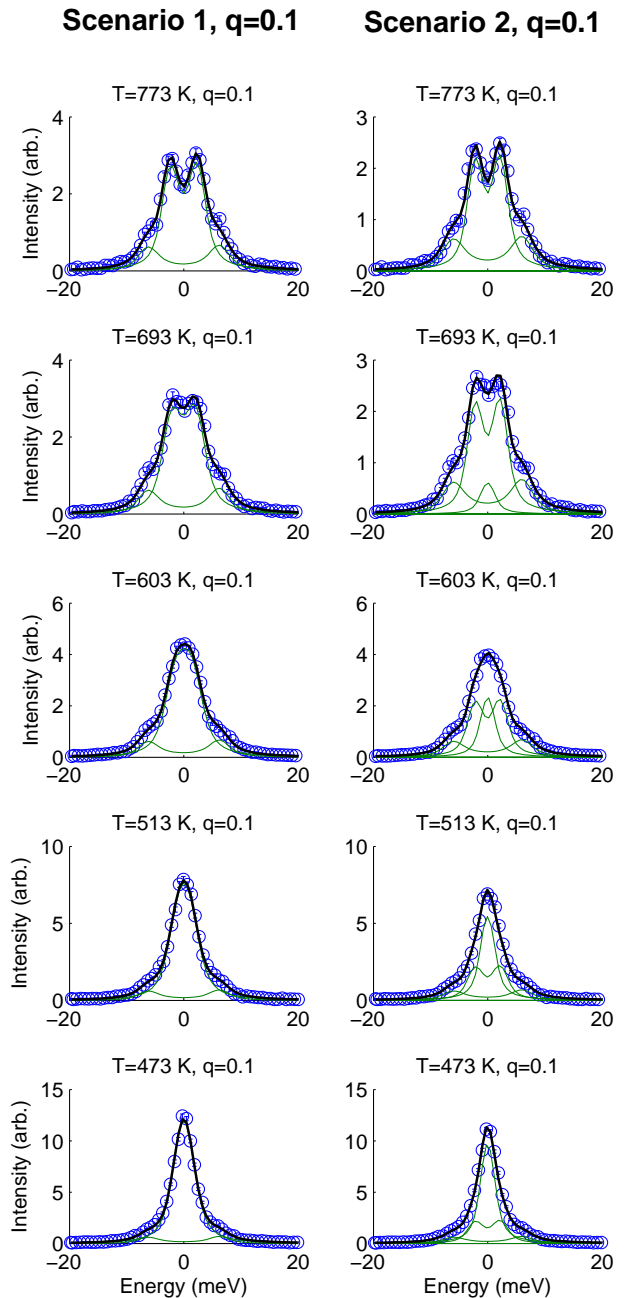 Scenario 1, q=0.1 Scenario 2, q=0.1
T=773 K, q=0.1 T=773 K, q=0.1
4 3
3
2 2
1 1
0 0
Intensity (arb.)
−20 0 20 −20 0 20
T=693 K, q=0.1 T=693 K, q=0.1
4 3
2 2
1
0 0
Intensity (arb.)
−20 0 20 −20 0 20
T=603 K, q=0.1 T=603 K, q=0.1
6 6
4 4
2 2
0 0
Intensity (arb.)
−20 0 20 −20 0 20
T=513 K, q=0.1 T=513 K, q=0.1
10 10
5 5
0 0
Intensity (arb.)
−20 0 20 −20 0 20
T=473 K, q=0.1 T=473 K, q=0.1
15 15
10 10
5 5
0 0
Intensity (arb.)
−20 0 20 −20 0 20
Energy (meV) Energy (meV)